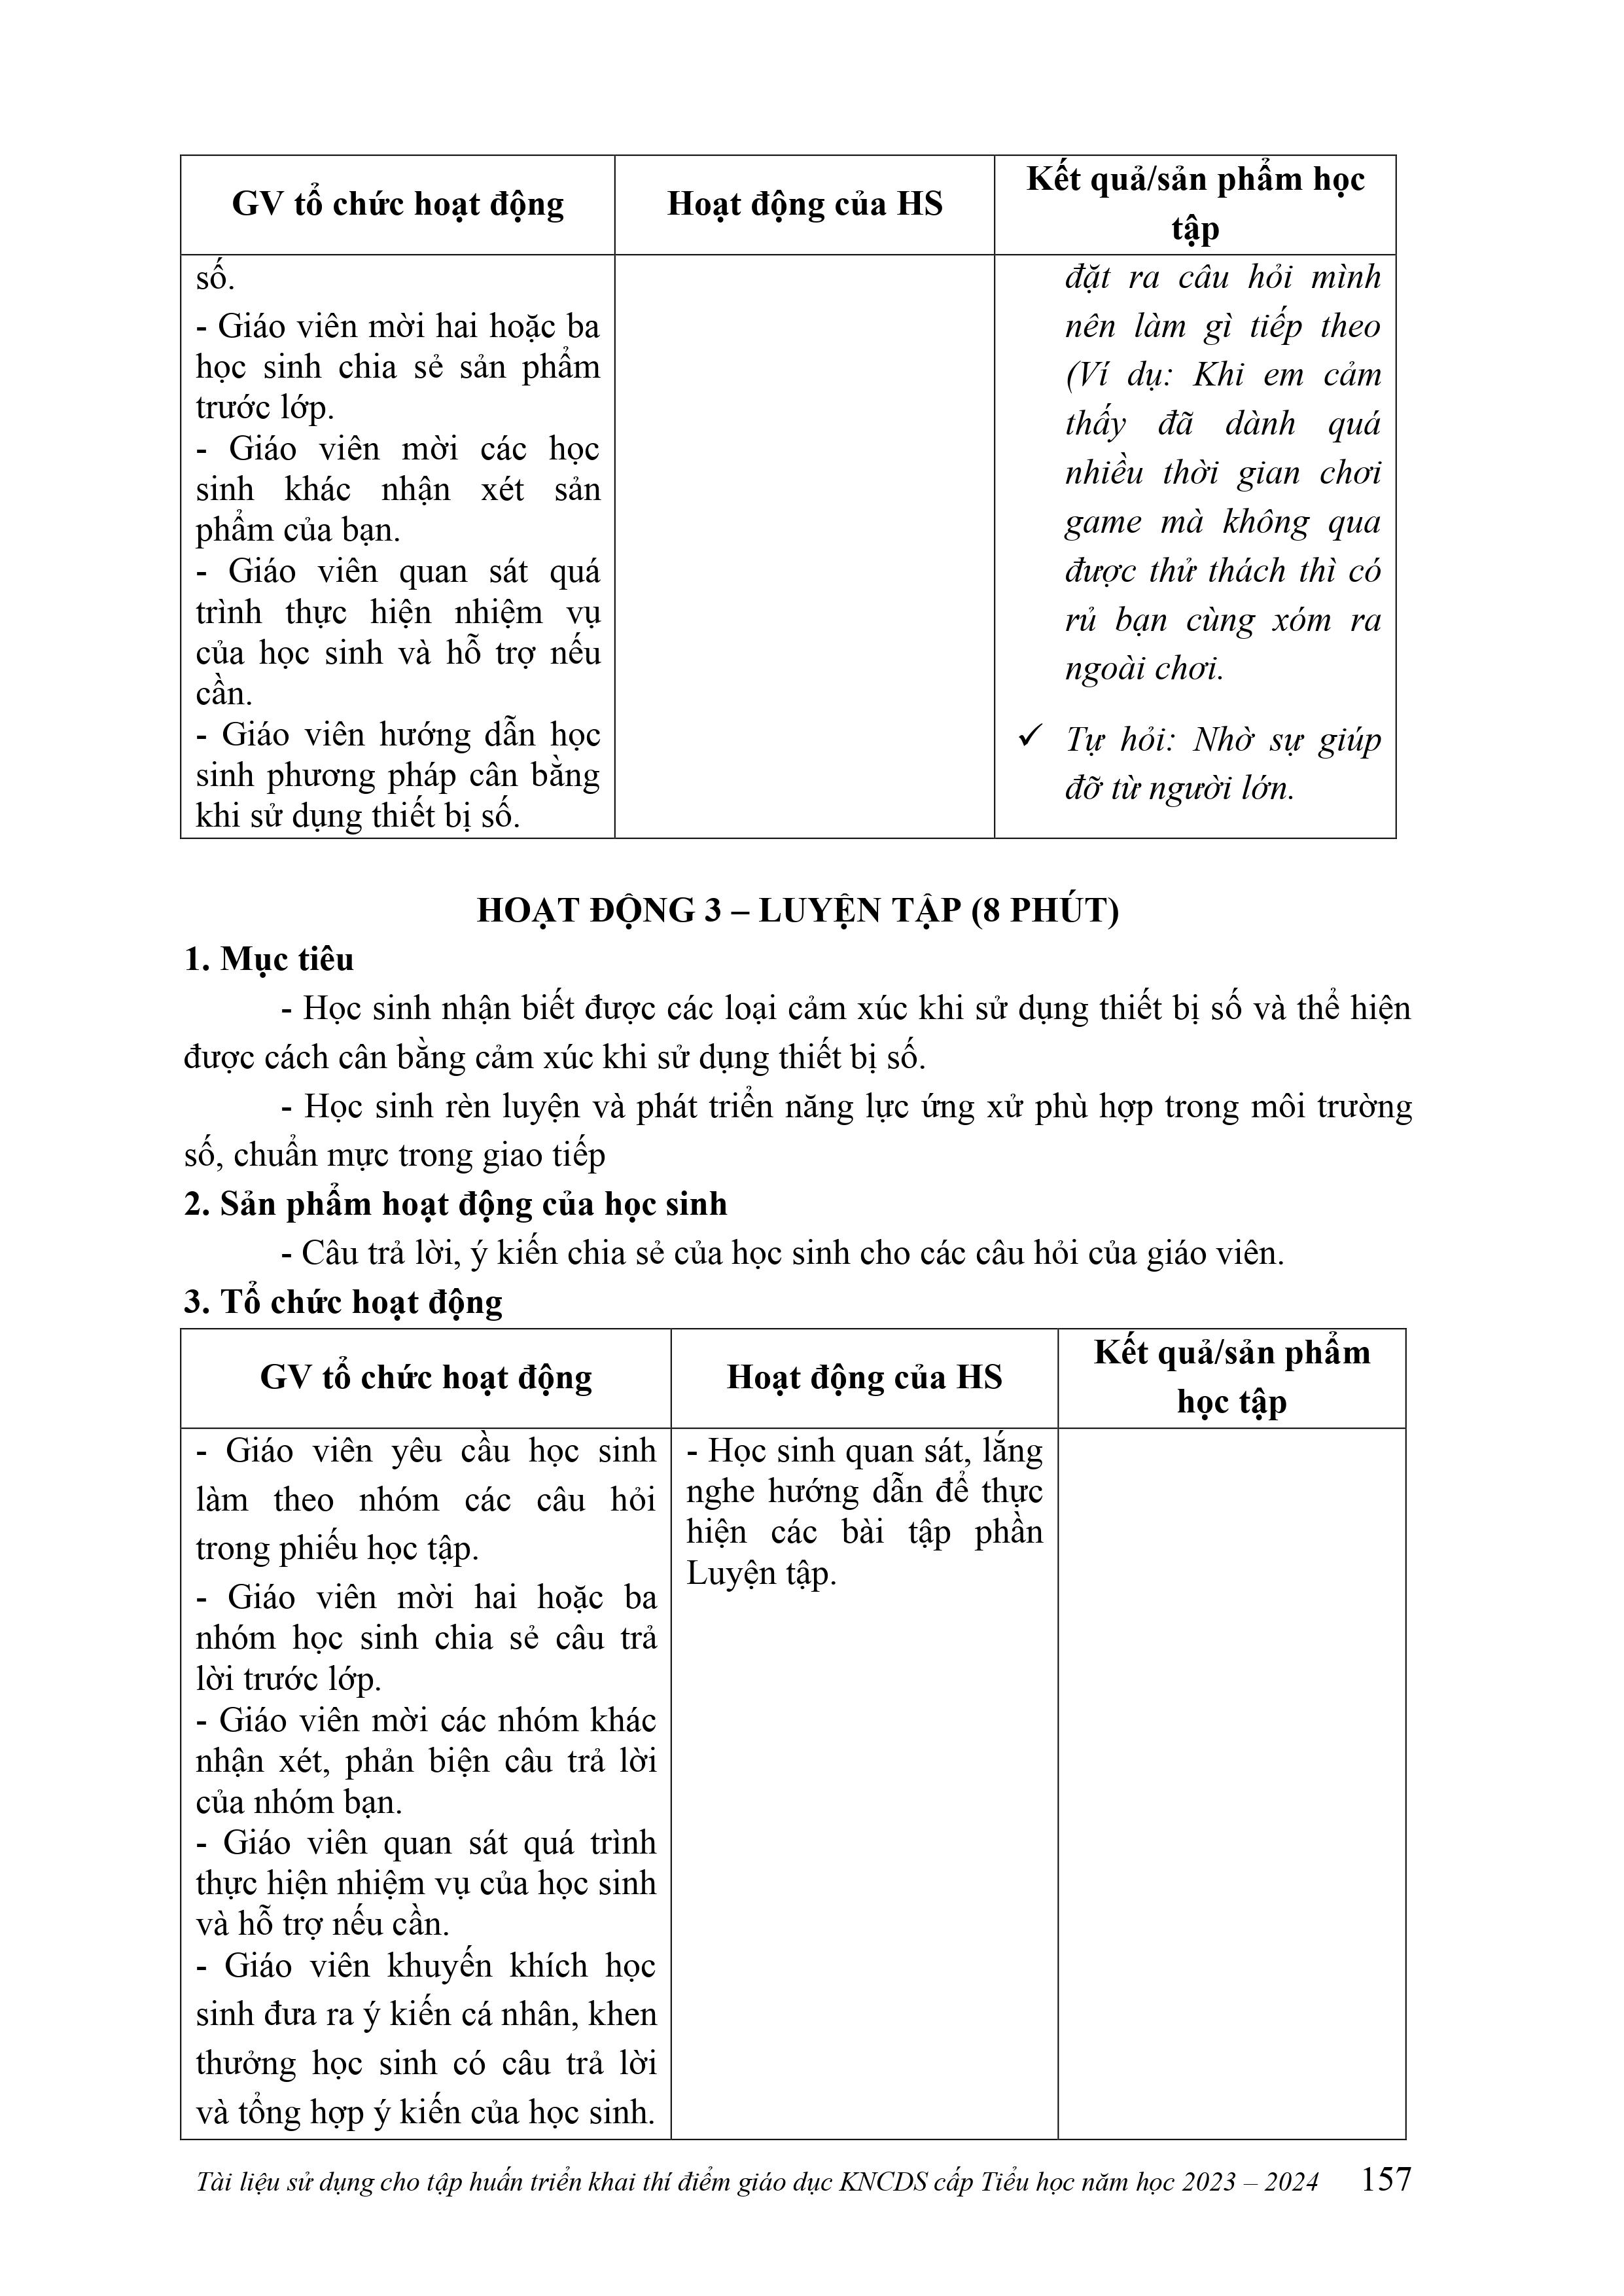 GV tổ chức hoạt động
Hoạt động của HS
Kết quả/sản phẩm học
tập
số.
- Giáo viên mời hai hoặc ba
học sinh chia sẻ sản phẩm
trước lớp.
- Giáo viên mời các học
sinh khác nhận xét sản
phẩm của bạn.
- Giáo viên quan sát quá
trình thực hiện nhiệm vụ
của học sinh và hỗ trợ nếu
cần.
- Giáo viên hướng dẫn học
sinh phương pháp cân bằng
khi sử dụng thiết bị số.
đặt ra câu hỏi mình
nên làm gì tiếp theo
(Ví dụ: Khi em cảm
thấy đã dành quá
nhiều thời gian chơi
game mà không qua
được thử thách thì có
rủ bạn cùng xóm ra
ngoài chơi.
✓ Tự hỏi: Nhờ sự giúp
đỡ từ người lớn.
HOẠT ĐỘNG 3 – LUYỆN TẬP (8 PHÚT)
1. Mục tiêu
- Học sinh nhận biết được các loại cảm xúc khi sử dụng thiết bị số và thể hiện
được cách cân bằng cảm xúc khi sử dụng thiết bị số.
- Học sinh rèn luyện và phát triển năng lực ứng xử phù hợp trong môi trường
số, chuẩn mực trong giao tiếp
2. Sản phẩm hoạt động của học sinh
- Câu trả lời, ý kiến chia sẻ của học sinh cho các câu hỏi của giáo viên.
3. Tổ chức hoạt động
GV tổ chức hoạt động
Hoạt động của HS
Kết quả/sản phẩm
học tập
- Giáo viên yêu cầu học sinh
làm theo nhóm các câu hỏi
trong phiếu học tập.
- Giáo viên mời hai hoặc ba
nhóm học sinh chia sẻ câu trả
lời trước lớp.
- Giáo viên mời các nhóm khác
nhận xét, phản biện câu trả lời
của nhóm bạn.
- Giáo viên quan sát quá trình
thực hiện nhiệm vụ của học sinh
và hỗ trợ nếu cần.
- Giáo viên khuyến khích học
sinh đưa ra ý kiến cá nhân, khen
thưởng học sinh có câu trả lời
và tổng hợp ý kiến của học sinh.
- Học sinh quan sát, lắng
nghe hướng dẫn để thực
hiện các bài tập phần
Luyện tập.
Tài liệu sử dụng cho tập huấn triển khai thí điểm giáo dục KNCDS cấp Tiểu học năm học 2023 – 2024 157